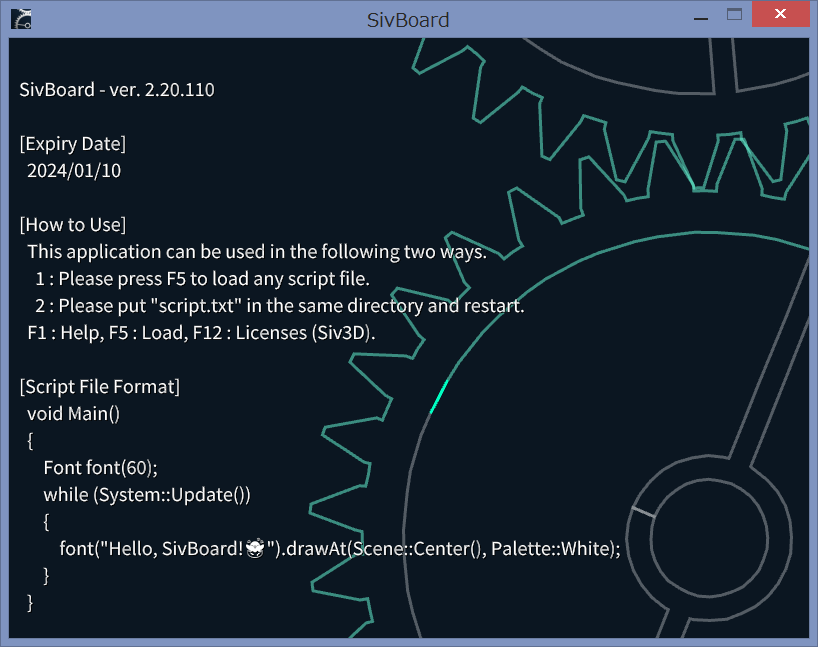 SivBoard
SivBoard - ver. 2.20.110
[Expiry Date]
2024/01/10
[How to Use]
This application can be used in the following two ways.
1 : Please press F5 to load any script file.
2 : Please put "script.txt" in the same directory and restart.
F1 : Help, F5 : Load, F12 : Licenses (Siv3D).
[Script File Format]
void Main()
{
Font font(60);
while (System::Update())
{
font("Hello, SivBoard!").drawAt(Scene::Center(), Palette::White);
}
}